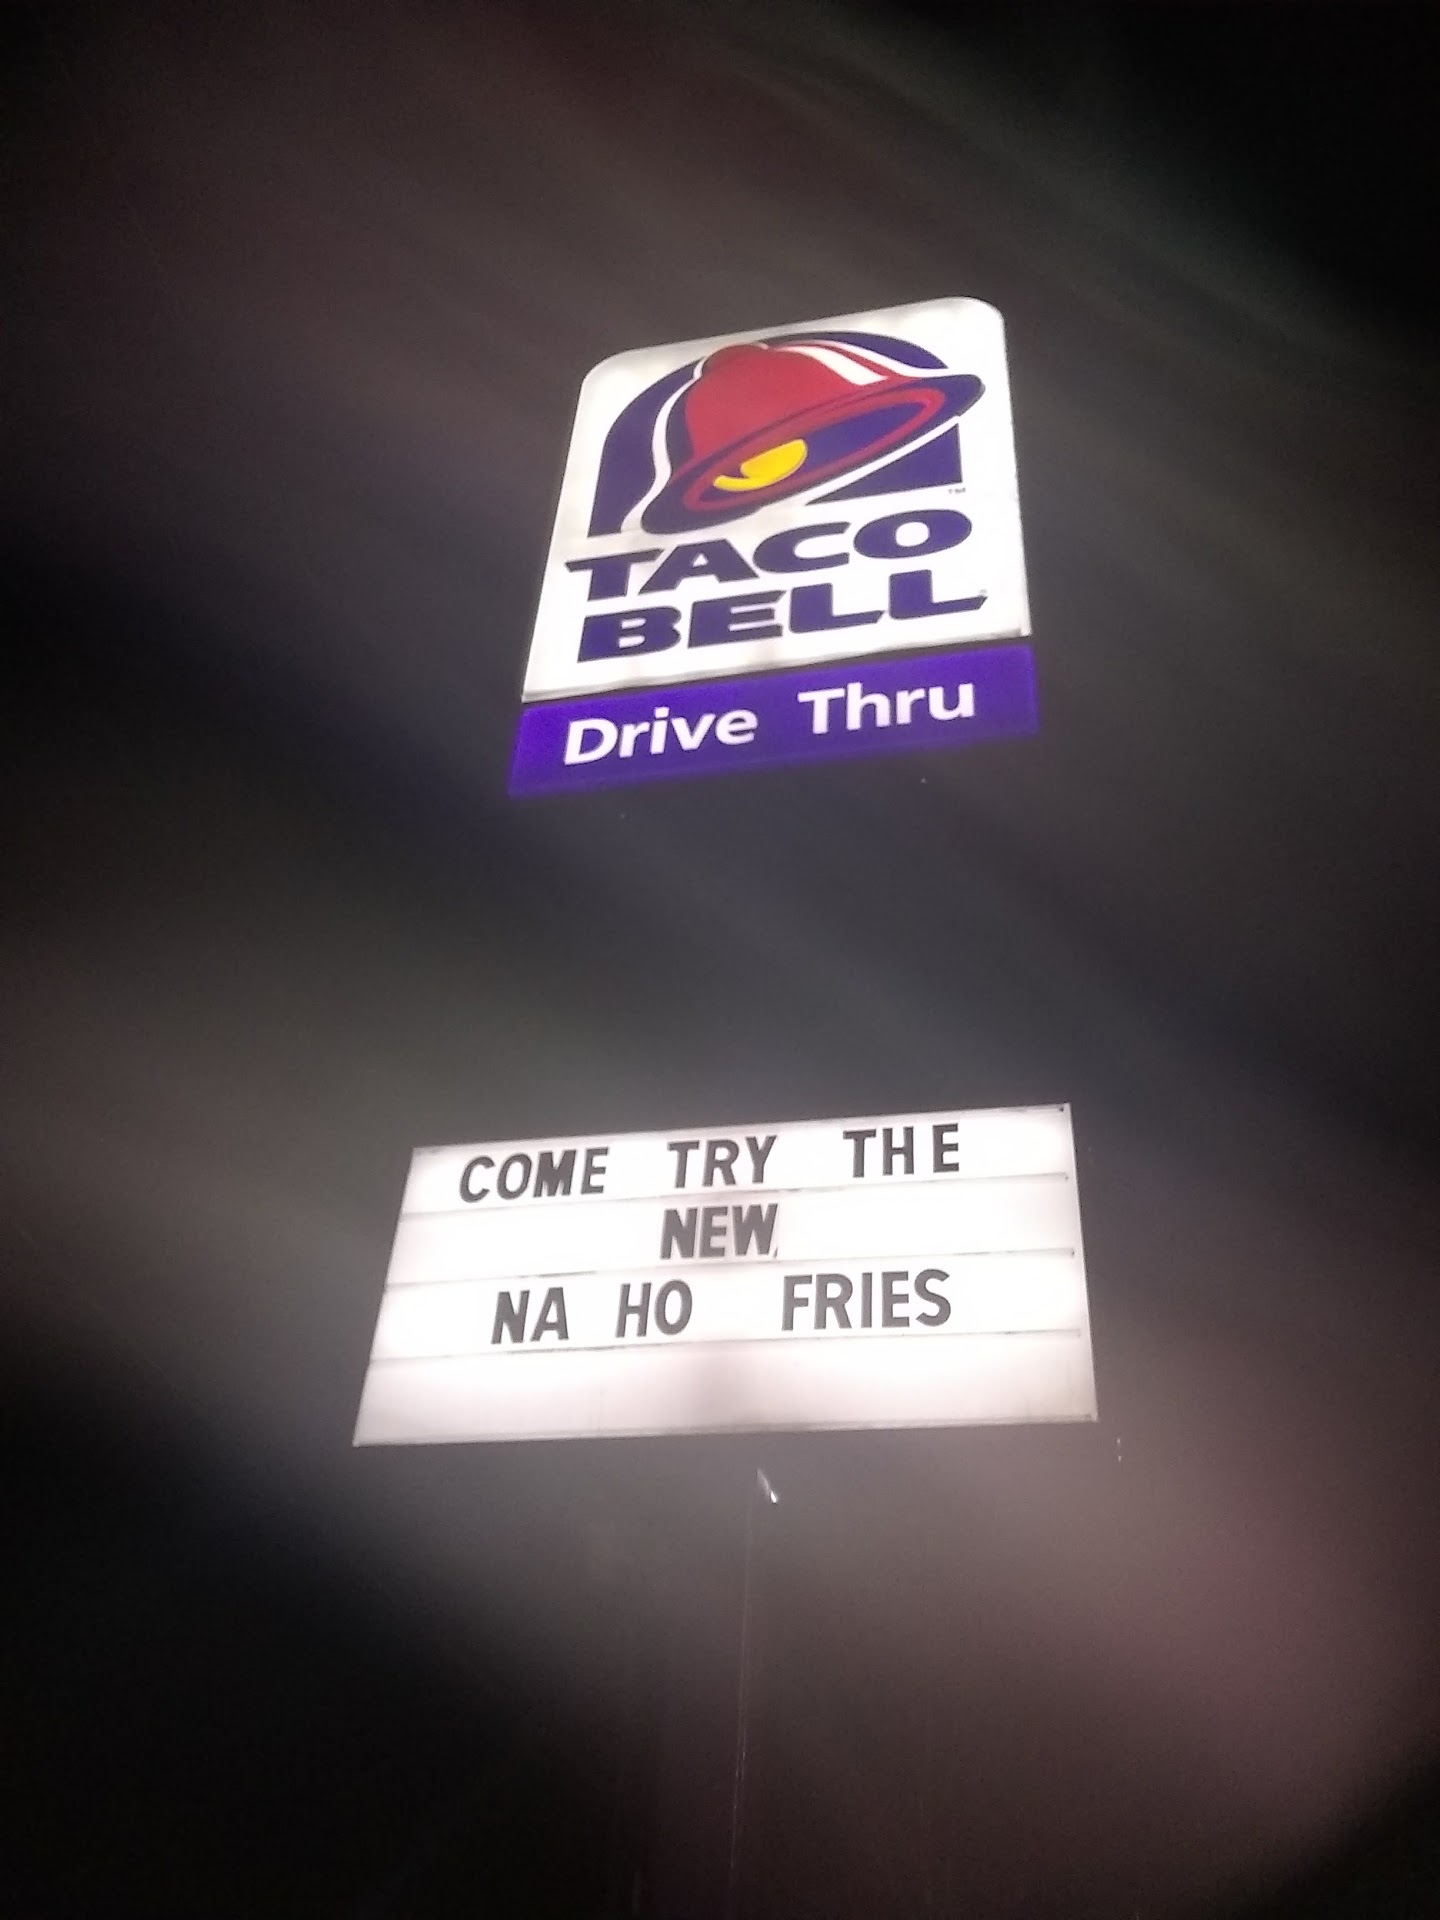 TACO
BELL
Drive Thru
COME TRY THE
NEW
NA HO FRIES